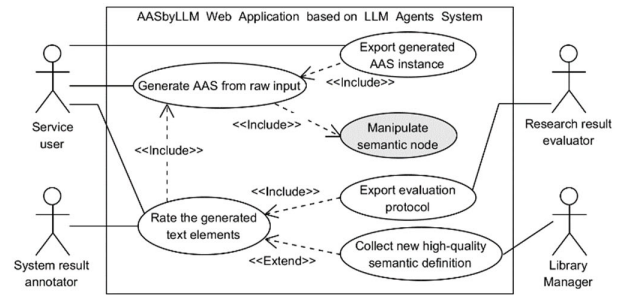 AASbyLLM Web Application based on LLM Agents System
Export generated
AAS instance
Generate AAS from raw input
<<Include>>
Service
user
<<Include>>
Manipulate
semantic node
Research result
evaluator
<<Include>>
<<Include>>
Export evaluation
protocol
Rate the generated
text elements
Collect new high-quality
semantic definition
<<Extend>>
System result
annotator
Library
Manager